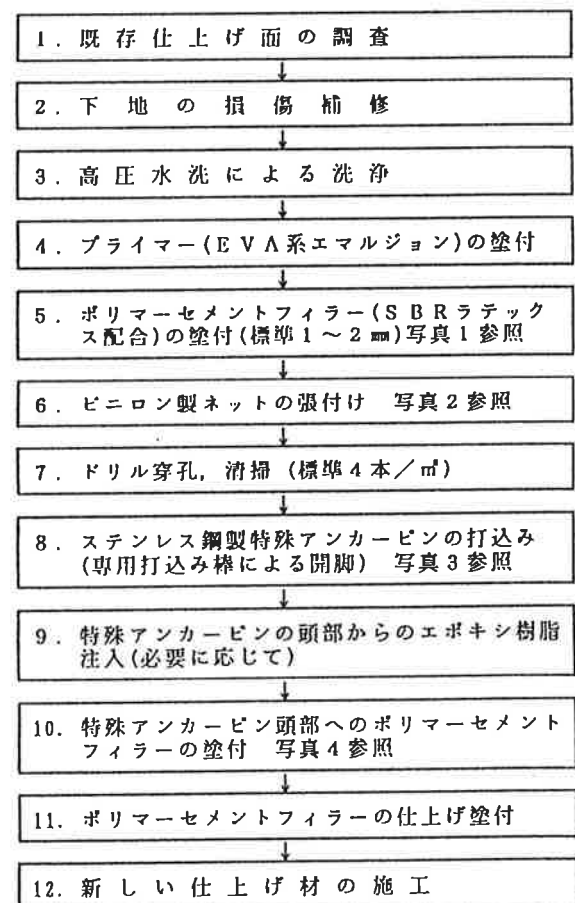 1. 既存仕上げ面の調査
2. 下地の損傷補修
3. 高圧水洗による洗浄
4. プライマー(EVA系エマルジョン)の塗付
5. ポリマーセメントフィラー(SBRラテック
ス配合)の塗付(標準1～2㎜)写真1参照
6. ビニロン製ネットの張付け 写真2参照
7. ドリル穿孔, 清掃 (標準4本／㎡)
8. ステンレス鋼製特殊アンカーピンの打込み
(専用打込み棒による開脚) 写真3参照
9. 特殊アンカーピンの頭部からのエポキシ樹脂
注入(必要に応じて)
10. 特殊アンカーピン頭部へのポリマーセメント
フィラーの塗付 写真4参照
11. ポリマーセメントフィラーの仕上げ塗付
12. 新しい仕上げ材の施工